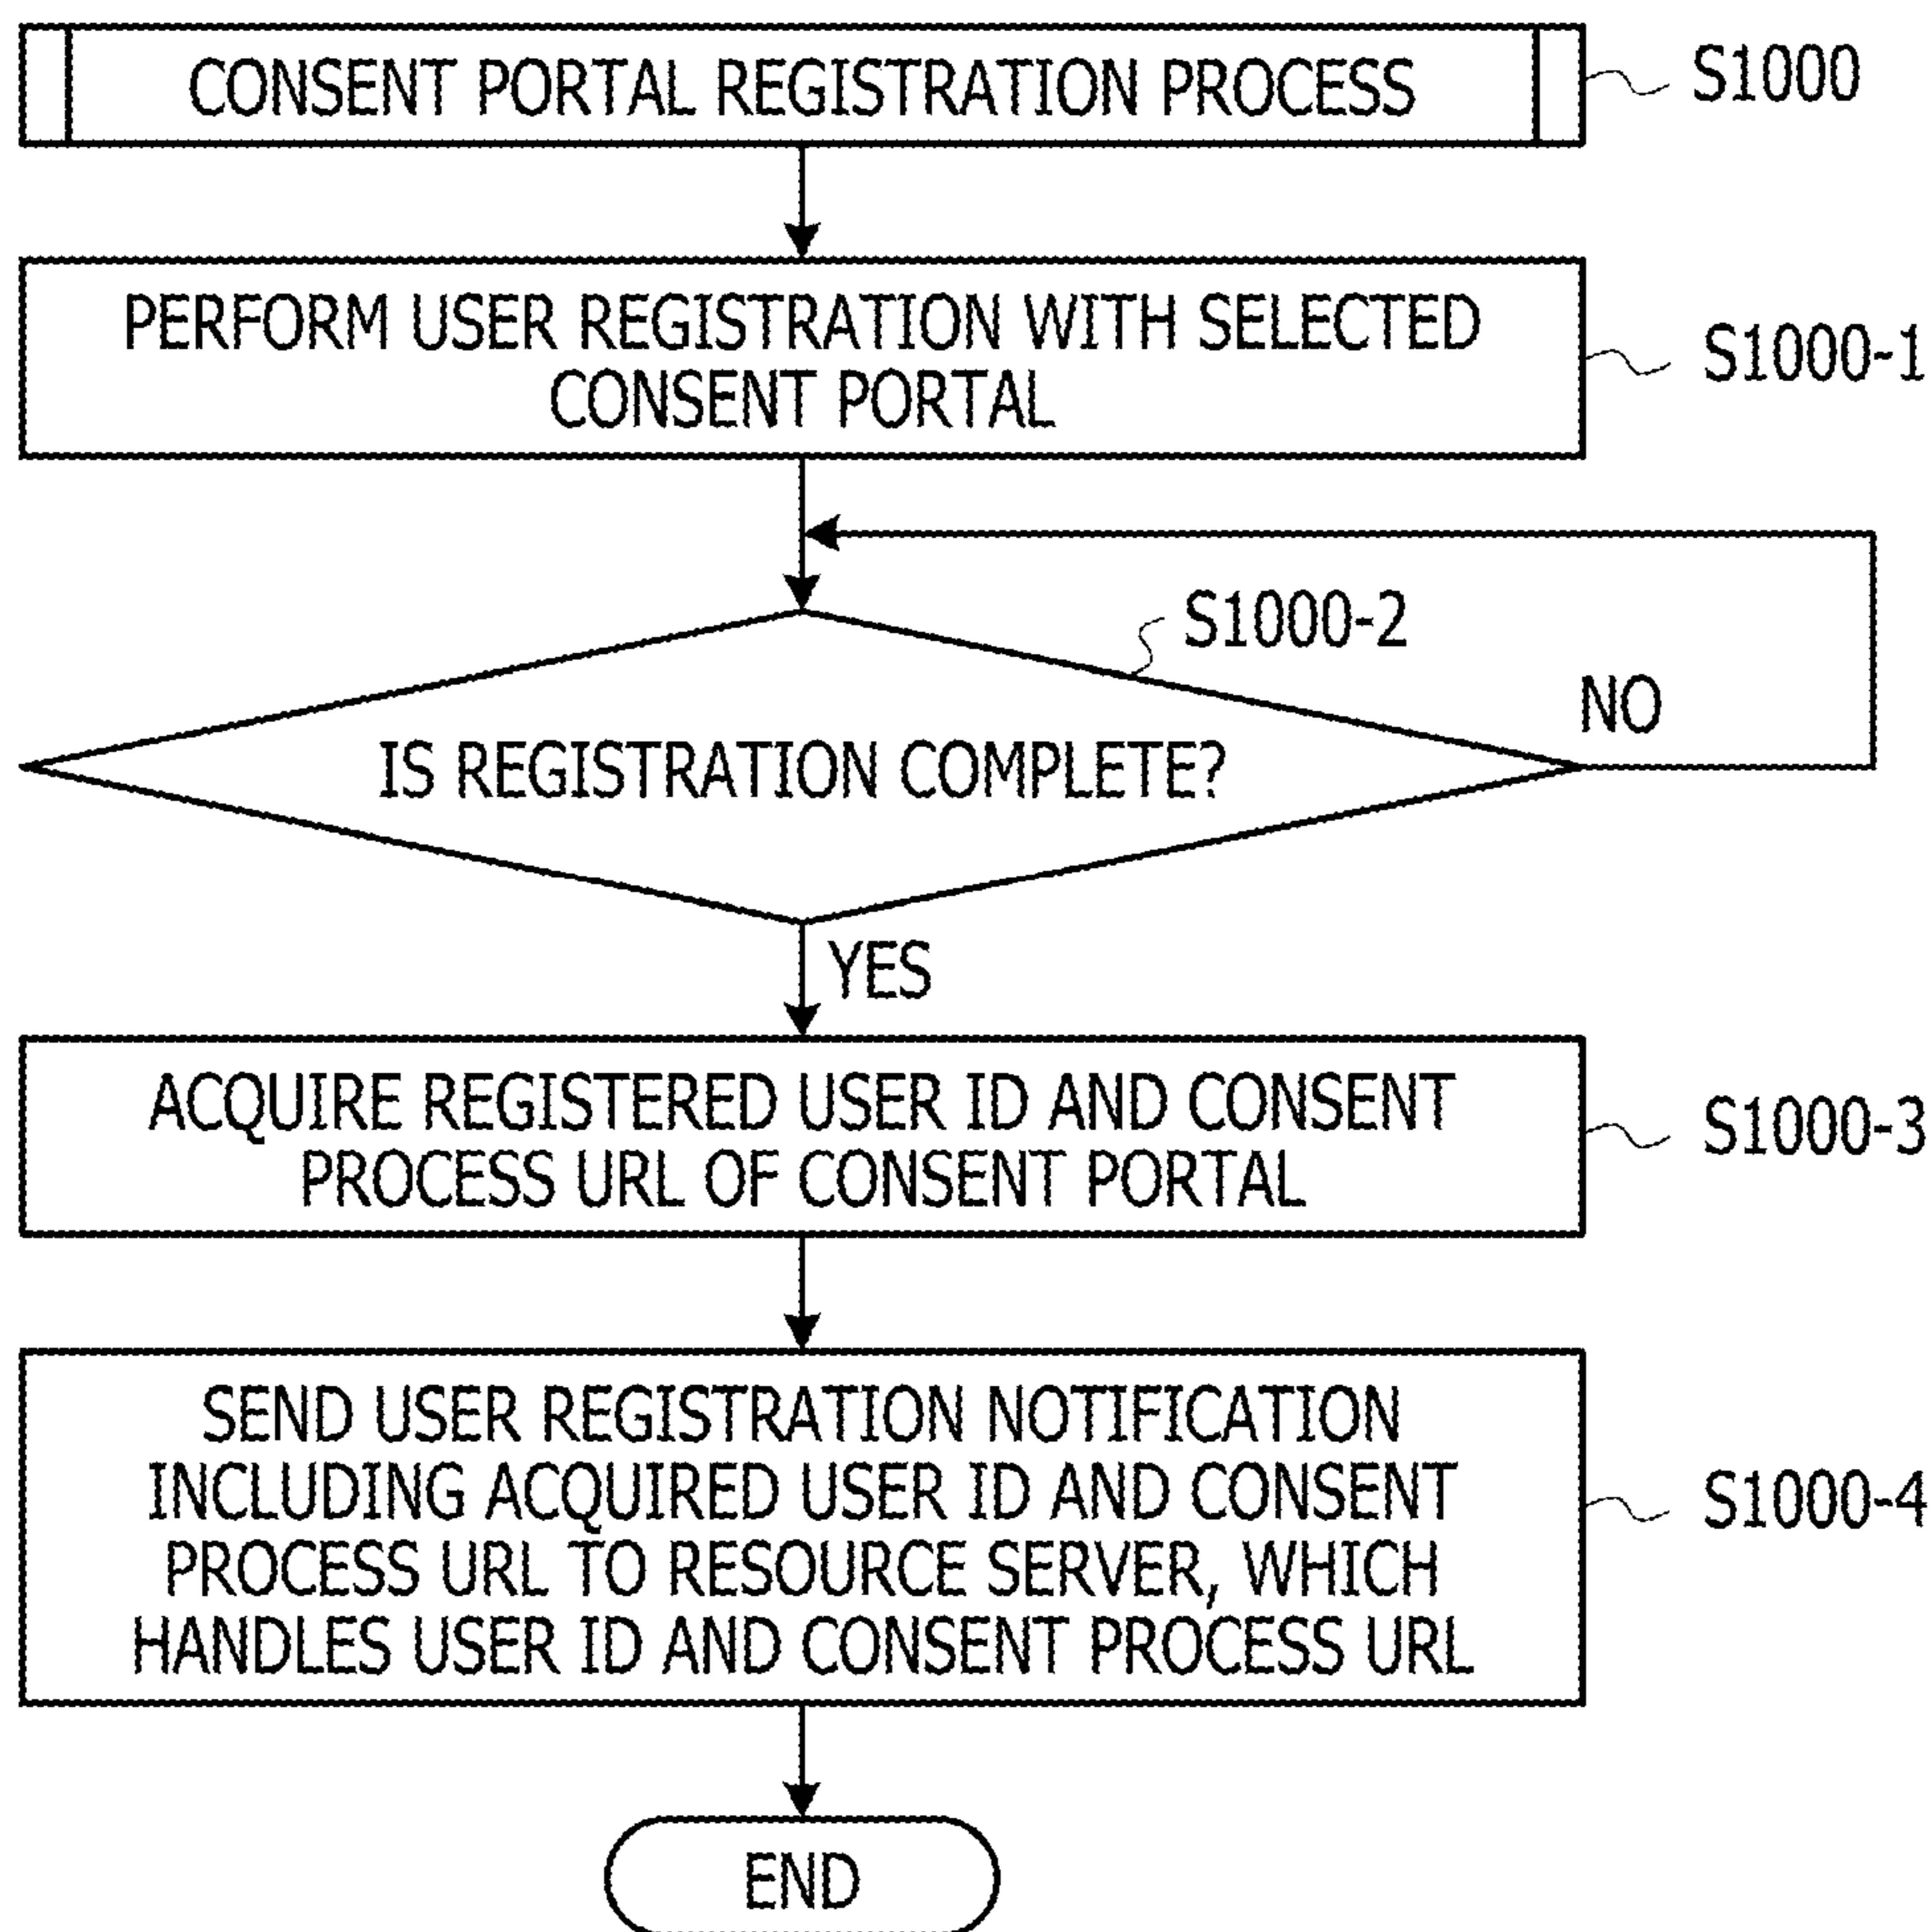 CONSENT PORTAL REGISTRATION PROCESS
S1000
PERFORM USER REGISTRATION WITH SELECTED
CONSENT PORTAL
S1000-1
S1000-2
NO
IS REGISTRATION COMPLETE?
YES
ACQUIRE REGISTERED USER ID AND CONSENT
PROCESS URL OF CONSENT PORTAL
S1000-3
SEND USER REGISTRATION NOTIFICATION
INCLUDING ACQUIRED USER ID AND CONSENT
PROCESS URL TO RESOURCE SERVER, WHICH
HANDLES USER ID AND CONSENT PROCESS URL
S1000-4
END